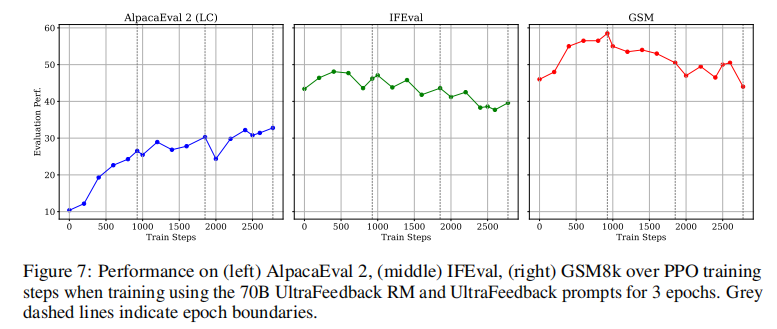 AlpacaEval 2 (LC)
IFEval
GSM
Evaluation Perf.
60
50
40
30
20
10
0 500 1000 1500 2000 2500
Train Steps
0 500 1000 1500 2000 2500
Train Steps
0 500 1000 1500 2000 2500
Train Steps
Figure 7: Performance on (left) AlpacaEval 2, (middle) IFEval, (right) GSM8k over PPO training
steps when training using the 70B UltraFeedback RM and UltraFeedback prompts for 3 epochs. Grey
dashed lines indicate epoch boundaries.